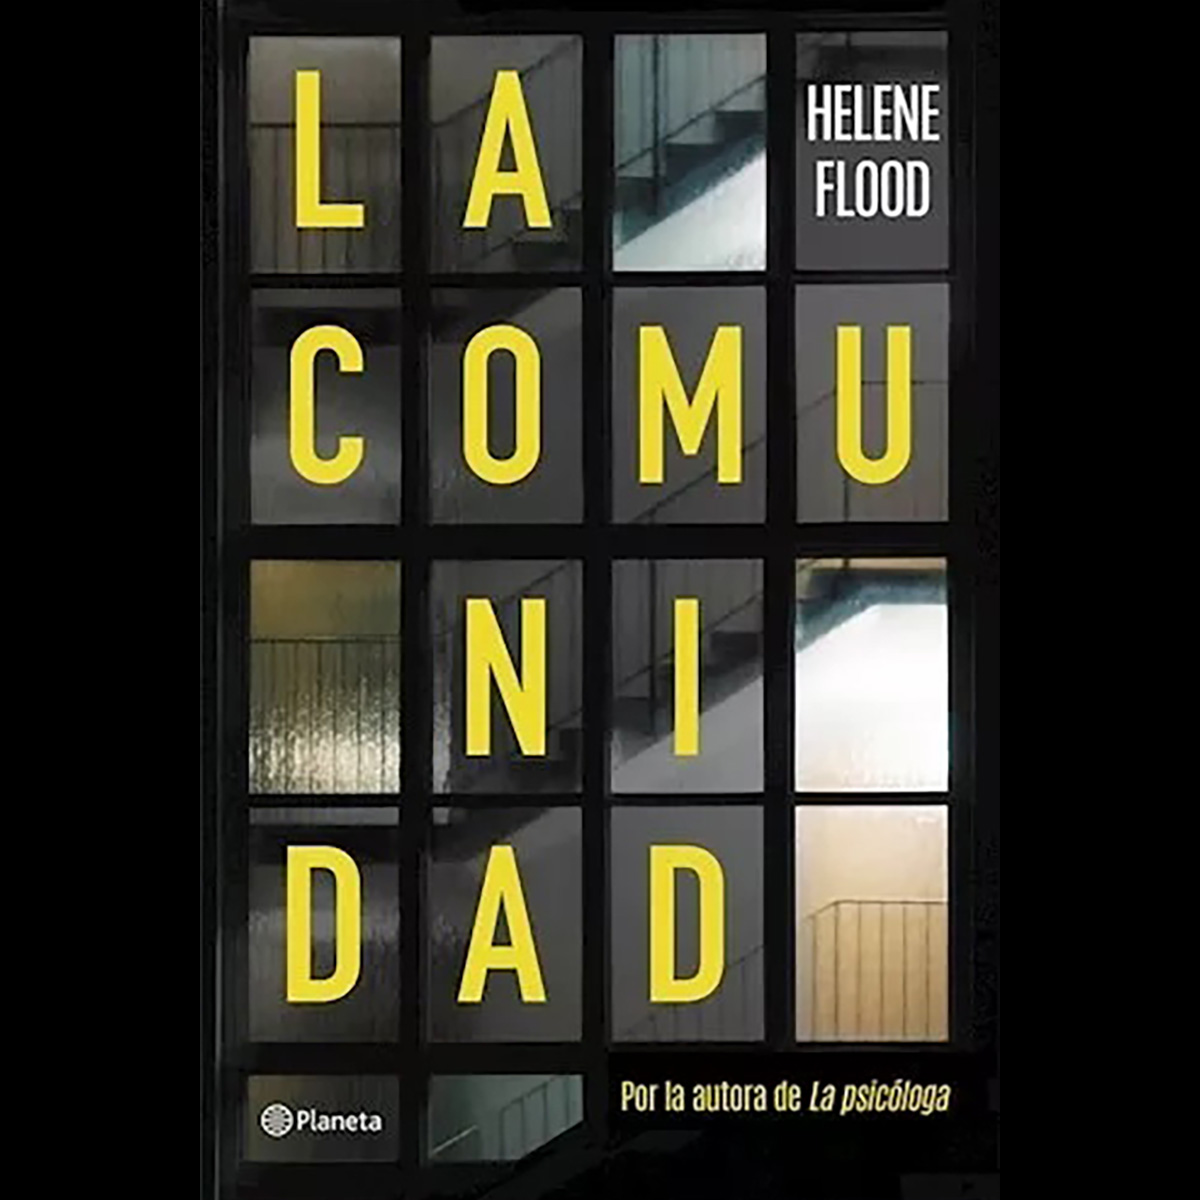 LA
HELENE
FLOOD
COMU
NI
DAD
Por la autora de La psicóloga
Planeta